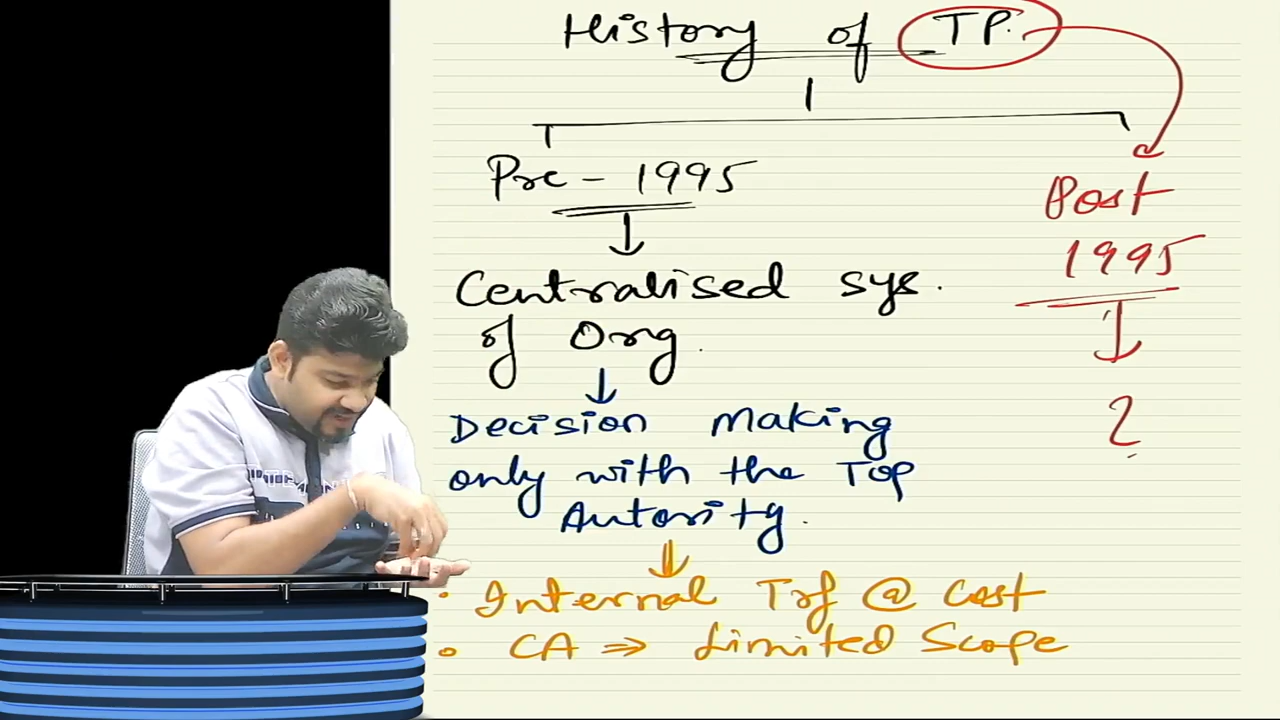 History of TP.
Pre - 1995
Centralised sys.
of Org.
Decision Making
only with the Top
Autority.
• Internal Trf @ Cost
• CA ⇒ Limited Scope
Post
1995
?